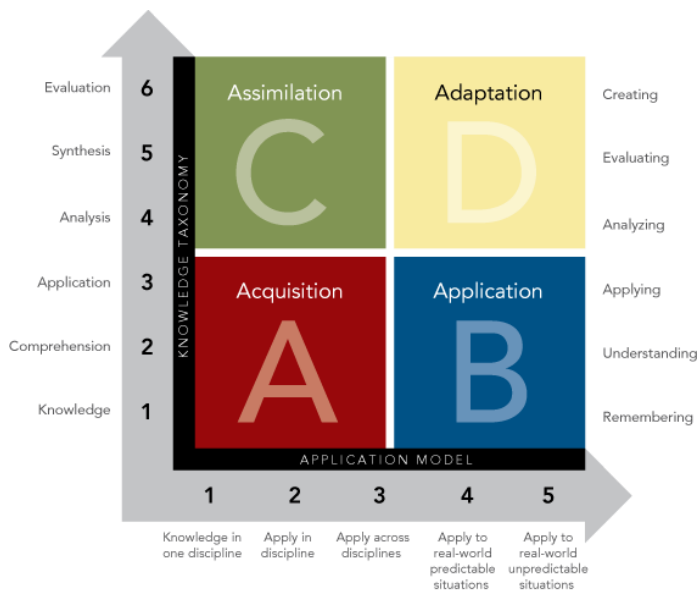 Evaluation 6 Assimilation Adaptation Creating
Synthesis 5 C D Evaluating
Analysis 4 Analyzing
KNOWLEDGE TAXONOMY
Application 3 Acquisition Application Applying
Comprehension 2 A B Understanding
Knowledge 1 Remembering
APPLICATION MODEL
1 2 3 4 5
Knowledge in Apply in Apply across Apply to Apply to
one discipline discipline disciplines real-world real-world
predictable unpredictable
situations situations